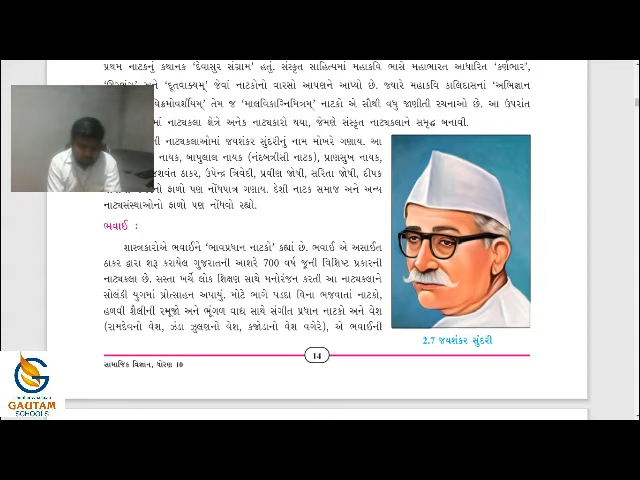 પ્રથમ નાટકનું કથાનક 'દેવાસુર સંગ્રામ' હતું. સંસ્કૃત સાહિત્યમાં મહાકવિ ભાસે મહાભારત આધારિત 'કર્ણભાર',
અને 'દૂતવાક્યમ્' જેવાં નાટકોનો વારસો આપણને આપ્યો છે. જ્યારે મહાકવિ કાલિદાસનાં 'અભિજ્ઞાન
વિક્રમોવર્શીયમ્' તેમ જ 'માલવિકાગ્નિમિત્રમ્' નાટકો એ સૌથી વધુ જાણીતી રચનાઓ છે. આ ઉપરાંત
માં નાટ્યકલા ક્ષેત્રે અનેક નાટ્યકારો થયા, જેમણે સંસ્કૃત નાટ્યકલાને સમૃદ્ધ બનાવી.
ની નાટ્યકલાઓમાં જયશંકર સુંદરીનું નામ મોખરે ગણાય. આ
નાયક, બાપુલાલ નાયક (નંદબત્રીસી નાટક), પ્રાણસુખ નાયક,
શવંત ઠાકર, ઉપેન્દ્ર ત્રિવેદી, પ્રવીણ જોષી, સરિતા જોષી, દીપક
નો ફાળો પણ નોંધપાત્ર ગણાય. દેશી નાટક સમાજ અને અન્ય
નાટ્યસંસ્થાઓનો ફાળો પણ નોંધવો રહ્યો.
ભવાઈ :
શાસ્ત્રકારોએ ભવાઈને 'ભાવપ્રધાન નાટકો' કહ્યાં છે. ભવાઈ એ અસાઈત
ઠાકર દ્વારા શરૂ કરાયેલ ગુજરાતની આશરે 700 વર્ષ જૂની વિશિષ્ટ પ્રકારની
નાટ્યકલા છે. સસ્તા ખર્ચે લોક શિક્ષણ સાથે મનોરંજન કરતી આ નાટ્યકલાને
સોલંકી યુગમાં પ્રોત્સાહન અપાયું. મોટે ભાગે પડદા વિના ભજવાતાં નાટકો,
હળવી શૈલીની રમૂજો અને ભૂંગળ વાદ્ય સાથે સંગીત પ્રધાન નાટકો અને વેશ
(રામદેવનો વેશ, ઝંડા ઝુલણનો વેશ, કજોડાનો વેશ વગેરે), એ ભવાઈની
2.7 જયશંકર સુંદરી
14
સામાજિક વિજ્ઞાન, ધોરણ 10
GAUTAM
SCHOOLS